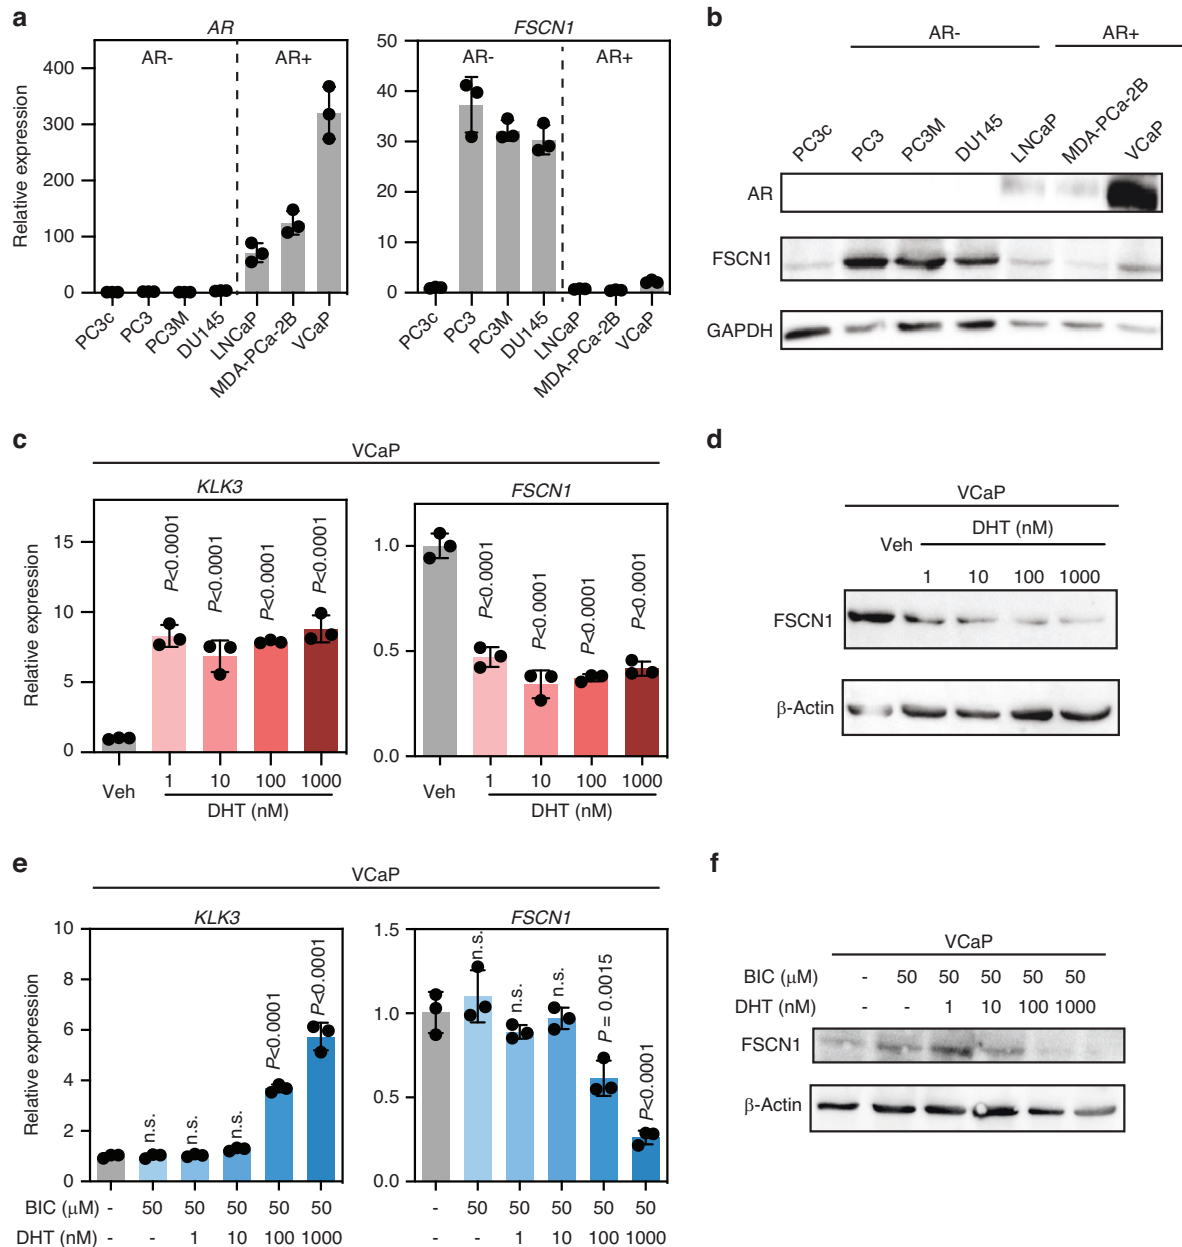 a
AR
FSCN1
AR-
AR+
AR-
AR+
Relative expression
400
300
200
100
0
60
50
40
30
20
10
0
PC3c
PC3
PC3M
DU145
LNCaP
MDA-PCa-2B
VCaP
PC3c
PC3
PC3M
DU145
LNCaP
MDA-PCa-2B
VCaP
b
AR-
AR+
PC3c
PC3
PC3M
DU145
LNCaP
MDA-PCa-2B
VCaP
AR
FSCN1
GAPDH
c
VCaP
KLK3
FSCN1
Relative expression
15
10
5
0
P<0.0001
P<0.0001
P<0.0001
P<0.0001
1.0
0.5
0.0
P<0.0001
P<0.0001
P<0.0001
P<0.0001
Veh
1
10
100
1000
DHT (nM)
Veh
1
10
100
1000
DHT (nM)
d
VCaP
DHT (nM)
Veh
1
10
100
1000
FSCN1
β-Actin
e
VCaP
KLK3
FSCN1
Relative expression
10
8
6
4
2
0
n.s.
n.s.
n.s.
P<0.0001
P<0.0001
1.5
1.0
0.5
0.0
n.s.
n.s.
n.s.
P = 0.0015
P<0.0001
BIC (μM) - 50 50 50 50 50
DHT (nM) - - 1 10 100 1000
- 50 50 50 50 50
- - 1 10 100 1000
f
VCaP
BIC (μM) - 50 50 50 50 50
DHT (nM) - - 1 10 100 1000
FSCN1
β-Actin